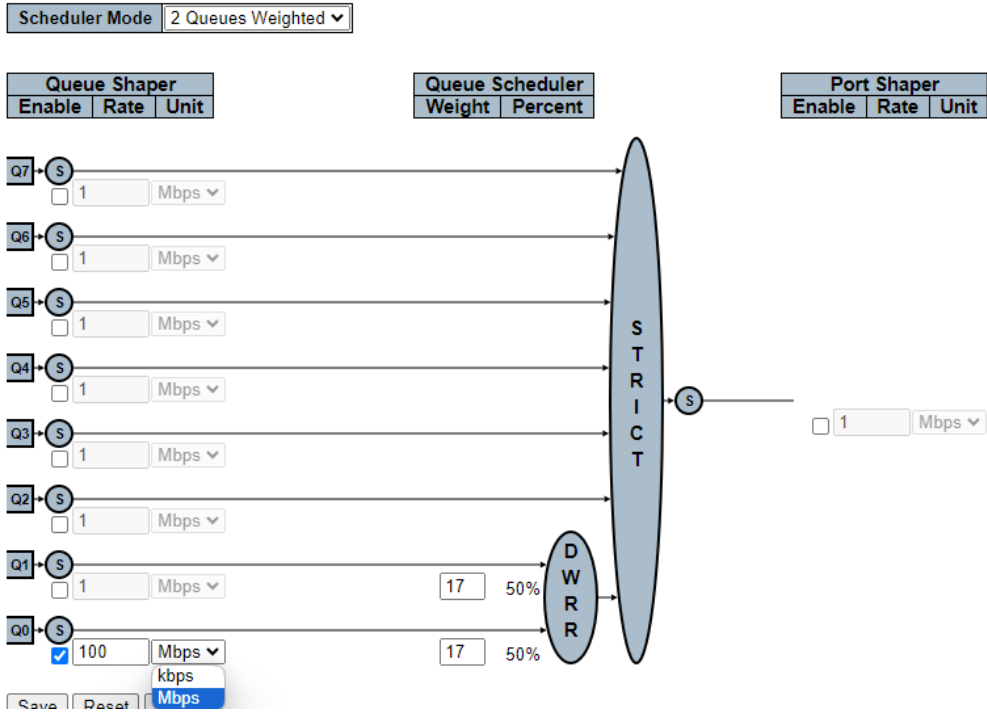 Scheduler Mode 2 Queues Weighted
Queue Shaper Queue Scheduler Port Shaper
Enable Rate Unit Weight Percent Enable Rate Unit
Q7 S
1 Mbps
Q6 S
1 Mbps
Q5 S
1 Mbps
Q4 S
1 Mbps
Q3 S
1 Mbps
Q2 S
1 Mbps
Q1 S
1 Mbps 17 50%
Q0 S
100 Mbps 17 50%
kbps
Mbps
DWRR
STRICT
S
1 Mbps
Save Reset